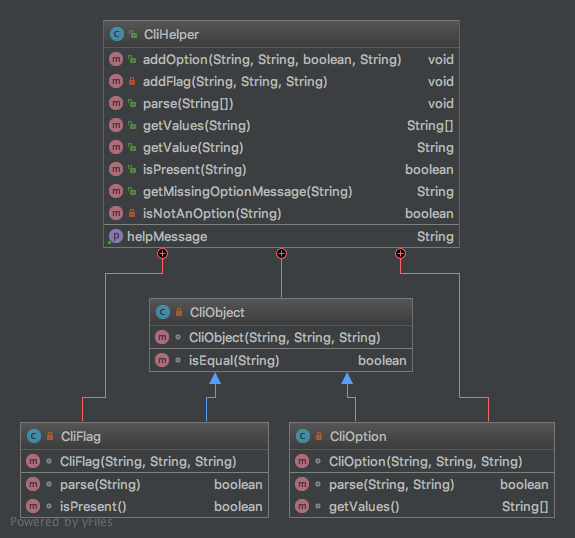 CliHelper
addOption(String, String, boolean, String) void
addFlag(String, String, String) void
parse(String[]) void
getValues(String) String[]
getValue(String) String
isPresent(String) boolean
getMissingOptionMessage(String) String
isNotAnOption(String) boolean
helpMessage String
CliObject
CliObject(String, String, String)
isEqual(String) boolean
CliFlag
CliFlag(String, String, String)
parse(String) boolean
isPresent() boolean
CliOption
CliOption(String, String, String)
parse(String, String) boolean
getValues() String[]
Powered by yFiles